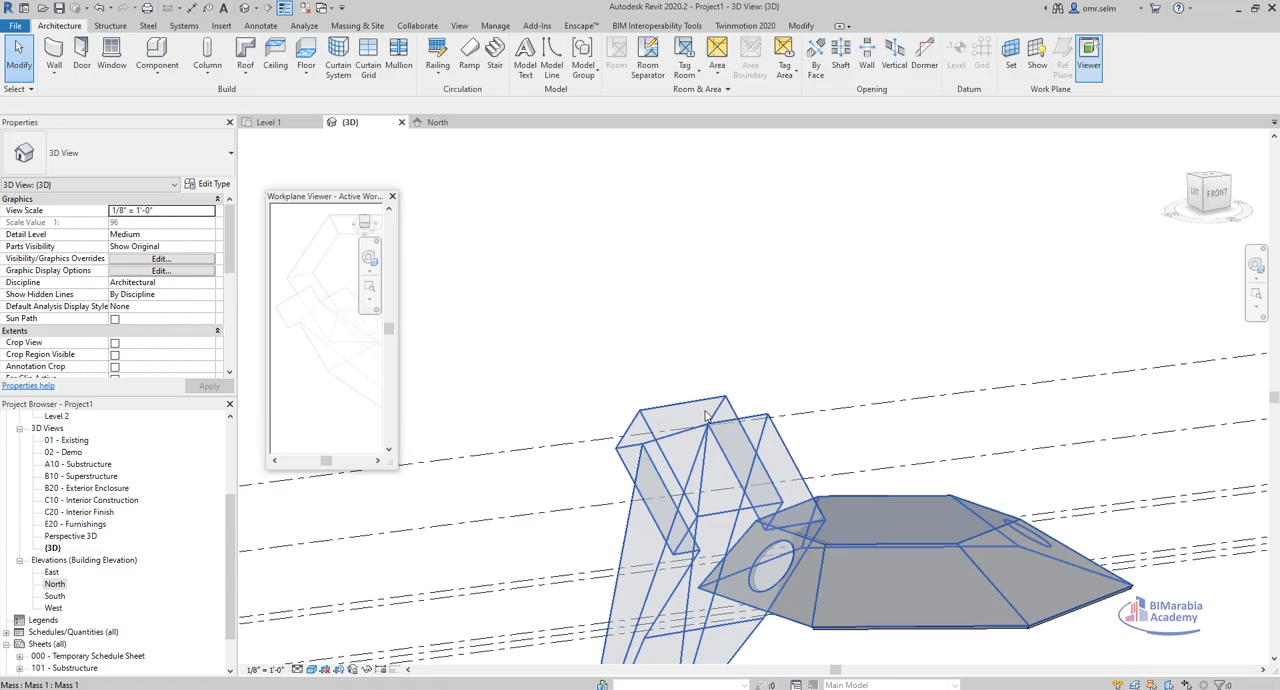 Autodesk Revit 2020.2 - Project1 - 3D View: {3D}
omr.selm
File Architecture Structure Steel Systems Insert Annotate Analyze Massing & Site Collaborate View Manage Add-Ins Enscape™ BIM Interoperability Tools Twinmotion 2020 Modify
Modify Wall Door Window Component Column Roof Ceiling Floor Curtain System Curtain Grid Mullion Railing Ramp Stair Model Text Model Line Model Group Room Room Separator Tag Room Area Area Boundary Tag Area By Face Shaft Wall Vertical Dormer Level Grid Set Show Ref Plane Viewer
Select Build Circulation Model Room & Area Opening Datum Work Plane
Properties
Level 1 {3D} North
3D View
3D View: {3D} Edit Type
Graphics
View Scale 1/8" = 1'-0"
Scale Value 1: 96
Detail Level Medium
Parts Visibility Show Original
Visibility/Graphics Overrides Edit...
Graphic Display Options Edit...
Discipline Architectural
Show Hidden Lines By Discipline
Default Analysis Display Style None
Sun Path
Extents
Crop View
Crop Region Visible
Annotation Crop
Properties help Apply
Project Browser - Project1
Level 2
3D Views
01 - Existing
02 - Demo
A10 - Substructure
B10 - Superstructure
B20 - Exterior Enclosure
C10 - Interior Construction
C20 - Interior Finish
E20 - Furnishings
Perspective 3D
{3D}
Elevations (Building Elevation)
East
North
South
West
Legends
Schedules/Quantities (all)
Sheets (all)
000 - Temporary Schedule Sheet
101 - Substructure
Workplane Viewer - Active Wor...
LEFT FRONT
BIMarabia
Academy
1/8" = 1'-0"
Mass : Mass 1 : Mass 1
:0
Main Model
:0